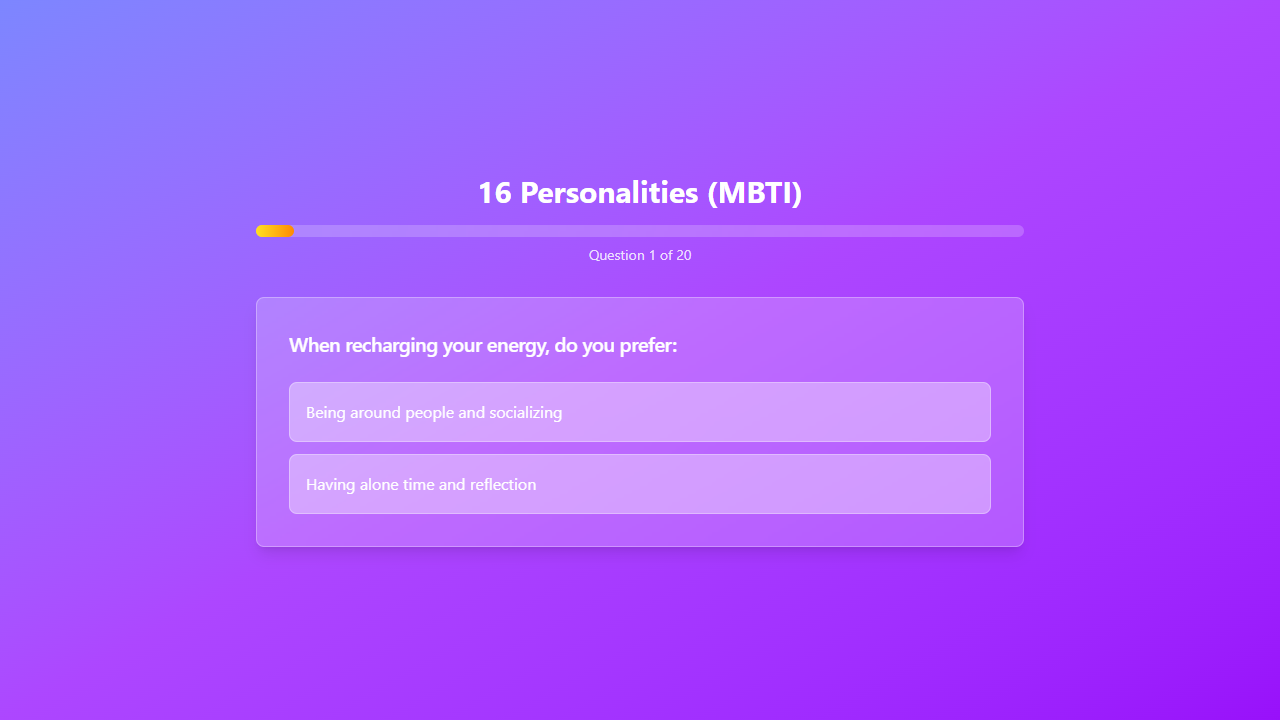 16 Personalities (MBTI)
Question 1 of 20
When recharging your energy, do you prefer:
Being around people and socializing
Having alone time and reflection